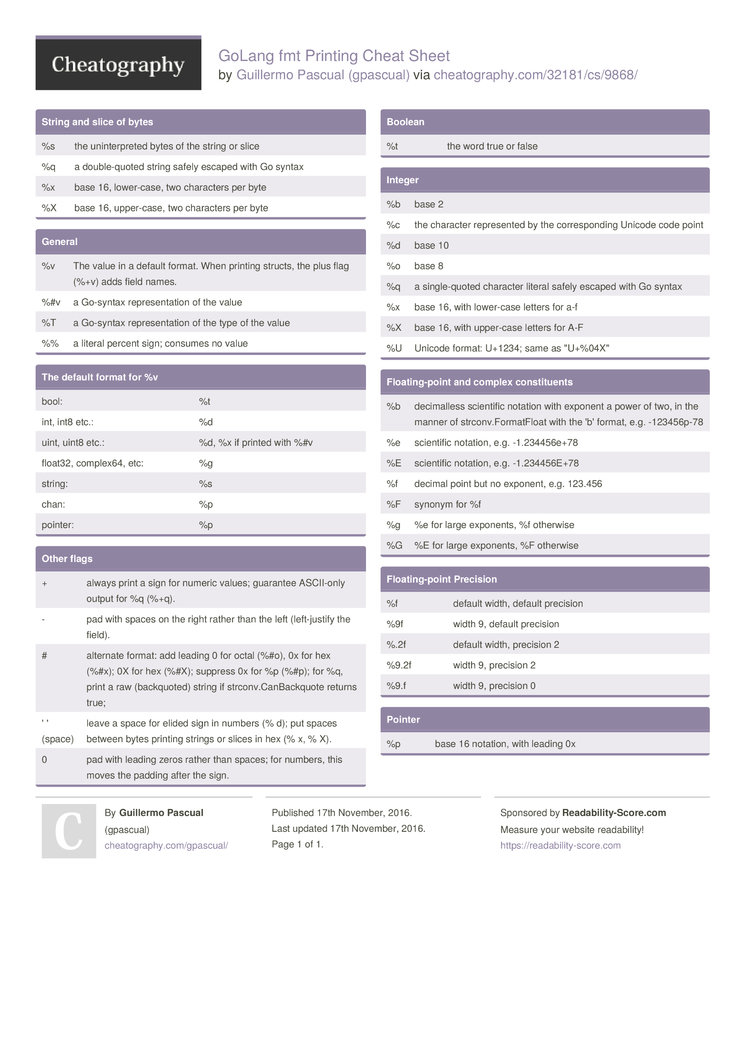 Cheatography
GoLang fmt Printing Cheat Sheet
by Guillermo Pascual (gpascual) via cheatography.com/32181/cs/9868/
String and slice of bytes
%s the uninterpreted bytes of the string or slice
%q a double-quoted string safely escaped with Go syntax
%x base 16, lower-case, two characters per byte
%X base 16, upper-case, two characters per byte
General
%v The value in a default format. When printing structs, the plus flag
(%+v) adds field names.
%#v a Go-syntax representation of the value
%T a Go-syntax representation of the type of the value
%% a literal percent sign; consumes no value
The default format for %v
bool: %t
int, int8 etc.: %d
uint, uint8 etc.: %d, %x if printed with %#v
float32, complex64, etc: %g
string: %s
chan: %p
pointer: %p
Other flags
+ always print a sign for numeric values; guarantee ASCII-only
output for %q (%+q).
- pad with spaces on the right rather than the left (left-justify the
field).
# alternate format: add leading 0 for octal (%#o), 0x for hex
(%#x); 0X for hex (%#X); suppress 0x for %p (%#p); for %q,
print a raw (backquoted) string if strconv.CanBackquote returns
true;
' ' leave a space for elided sign in numbers (% d); put spaces
(space) between bytes printing strings or slices in hex (% x, % X).
0 pad with leading zeros rather than spaces; for numbers, this
moves the padding after the sign.
Boolean
%t the word true or false
Integer
%b base 2
%c the character represented by the corresponding Unicode code point
%d base 10
%o base 8
%q a single-quoted character literal safely escaped with Go syntax
%x base 16, with lower-case letters for a-f
%X base 16, with upper-case letters for A-F
%U Unicode format: U+1234; same as "U+%04X"
Floating-point and complex constituents
%b decimalless scientific notation with exponent a power of two, in the
manner of strconv.FormatFloat with the 'b' format, e.g. -123456p-78
%e scientific notation, e.g. -1.234456e+78
%E scientific notation, e.g. -1.234456E+78
%f decimal point but no exponent, e.g. 123.456
%F synonym for %f
%g %e for large exponents, %f otherwise
%G %E for large exponents, %F otherwise
Floating-point Precision
%f default width, default precision
%9f width 9, default precision
%.2f default width, precision 2
%9.2f width 9, precision 2
%9.f width 9, precision 0
Pointer
%p base 16 notation, with leading 0x
C
By Guillermo Pascual
(gpascual)
cheatography.com/gpascual/
Published 17th November, 2016.
Last updated 17th November, 2016.
Page 1 of 1.
Sponsored by Readability-Score.com
Measure your website readability!
https://readability-score.com